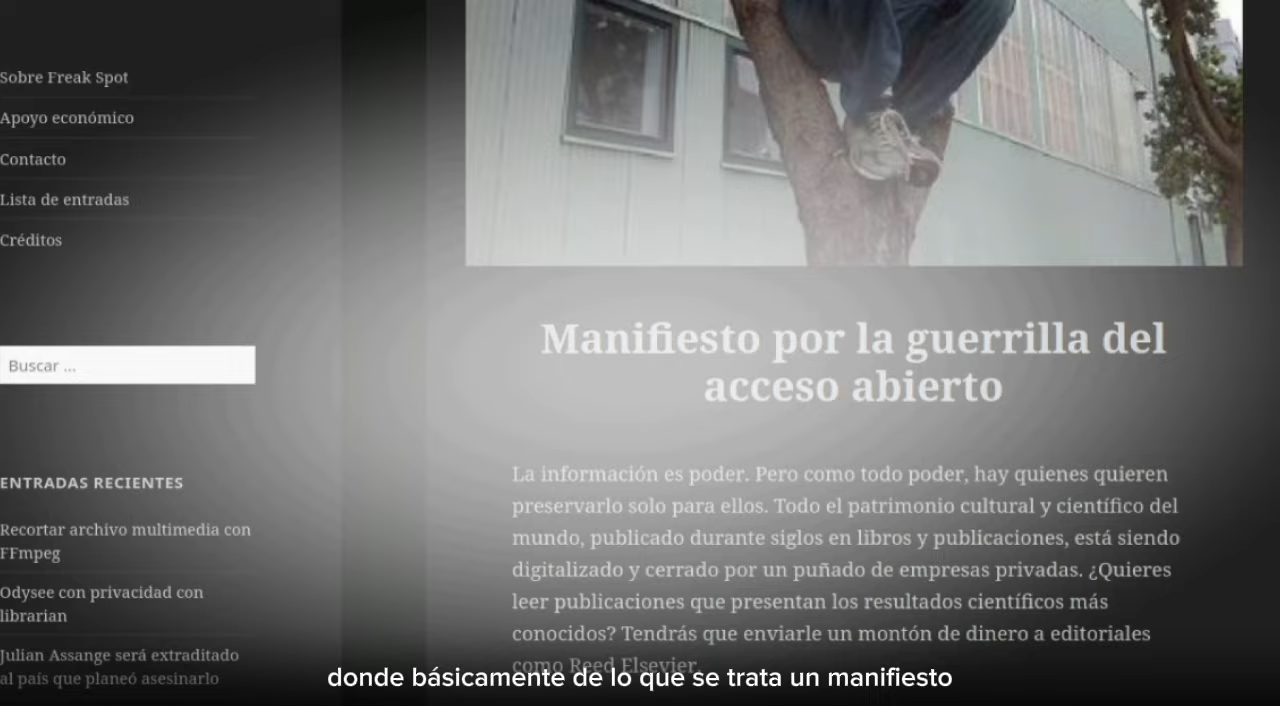 Sobre Freak Spot
Apoyo económico
Contacto
Lista de entradas
Créditos
Buscar ...
ENTRADAS RECIENTES
Recortar archivo multimedia con
FFmpeg
Odysee con privacidad con
librarian
Julian Assange será extraditado
al país que planeó asesinarlo
Manifiesto por la guerrilla del
acceso abierto
La información es poder. Pero como todo poder, hay quienes quieren
preservarlo solo para ellos. Todo el patrimonio cultural y científico del
mundo, publicado durante siglos en libros y publicaciones, está siendo
digitalizado y cerrado por un puñado de empresas privadas. ¿Quieres
leer publicaciones que presentan los resultados científicos más
conocidos? Tendrás que enviarle un montón de dinero a editoriales
como Reed Elsevier.
donde básicamente de lo que se trata un manifiesto